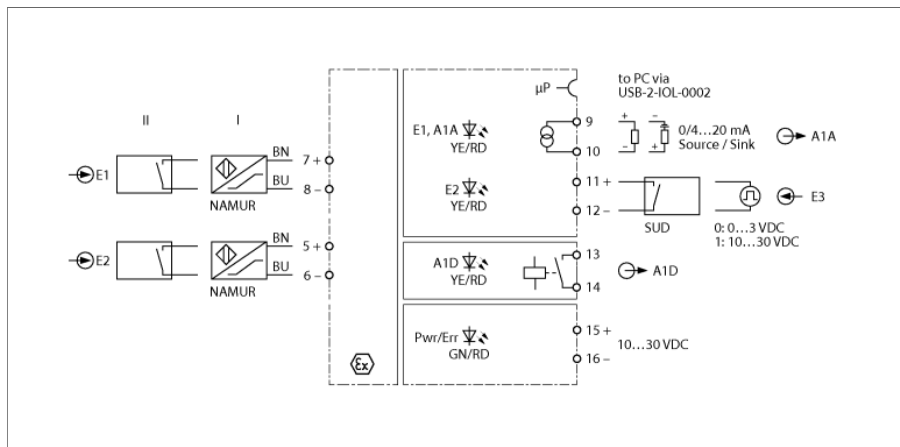 II
I
E1
BN
BU
7 +
8 –
NAMUR
E2
BN
BU
5 +
6 –
NAMUR
Ex
µP
to PC via
USB-2-IOL-0002
E1, A1A
YE/RD
9
10
+
–
–
+
0/4...20 mA
Source / Sink
A1A
E2
YE/RD
11 +
12 –
SUD
0: 0...3 VDC
1: 10...30 VDC
E3
A1D
YE/RD
13
14
A1D
Pwr/Err
GN/RD
15 +
16 –
10...30 VDC